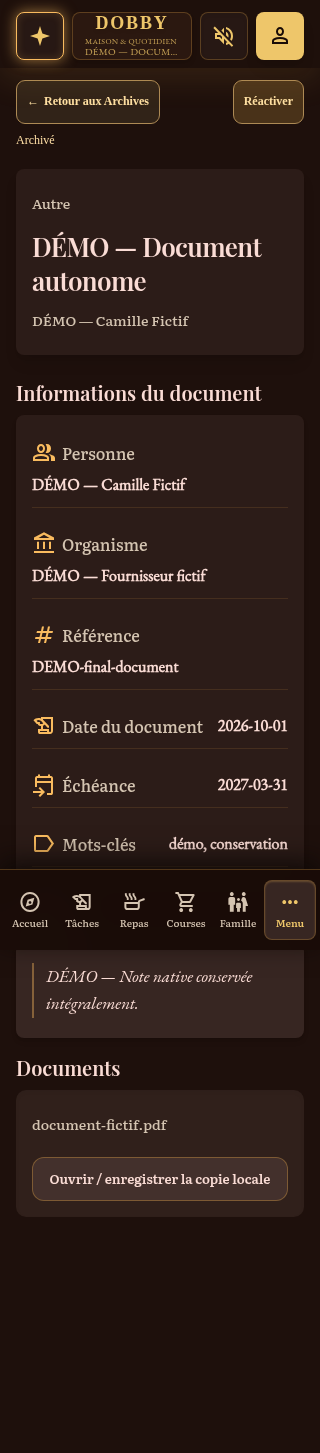 DOBBY
MAISON & QUOTIDIEN
DÉMO — DOCUM...
← Retour aux Archives
Réactiver
Archivé
Autre
DÉMO — Document
autonome
DÉMO — Camille Fictif
Informations du document
Personne
DÉMO — Camille Fictif
Organisme
DÉMO — Fournisseur fictif
Référence
DEMO-final-document
Date du document 2026-10-01
Échéance 2027-03-31
Mots-clés démo, conservation
Accueil Tâches Repas Courses Famille Menu
DÉMO — Note native conservée
intégralement.
Documents
document-fictif.pdf
Ouvrir / enregistrer la copie locale